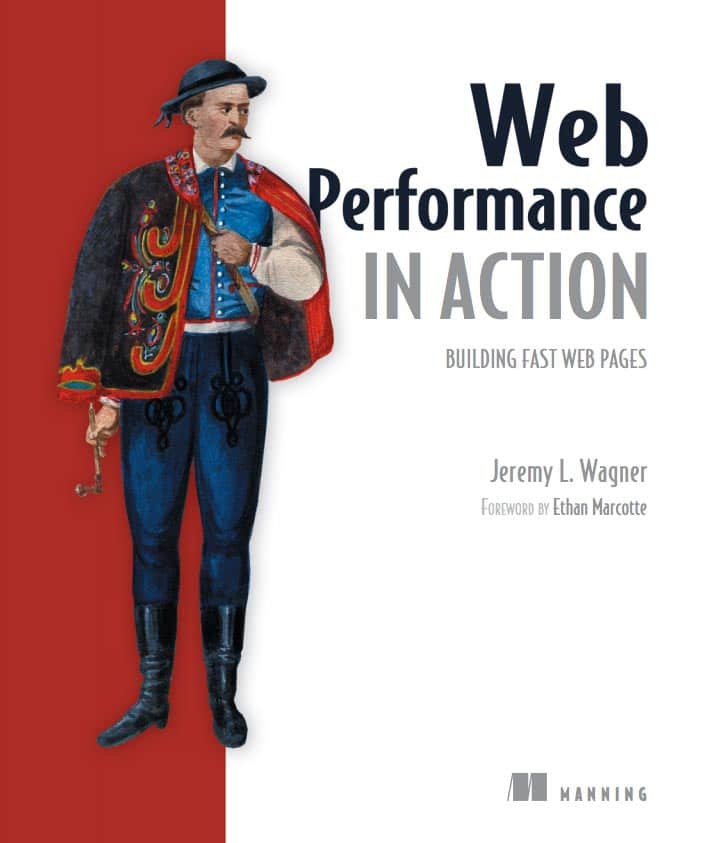 Web
Performance
IN ACTION
BUILDING FAST WEB PAGES
Jeremy L. Wagner
FOREWORD BY Ethan Marcotte
MANNING